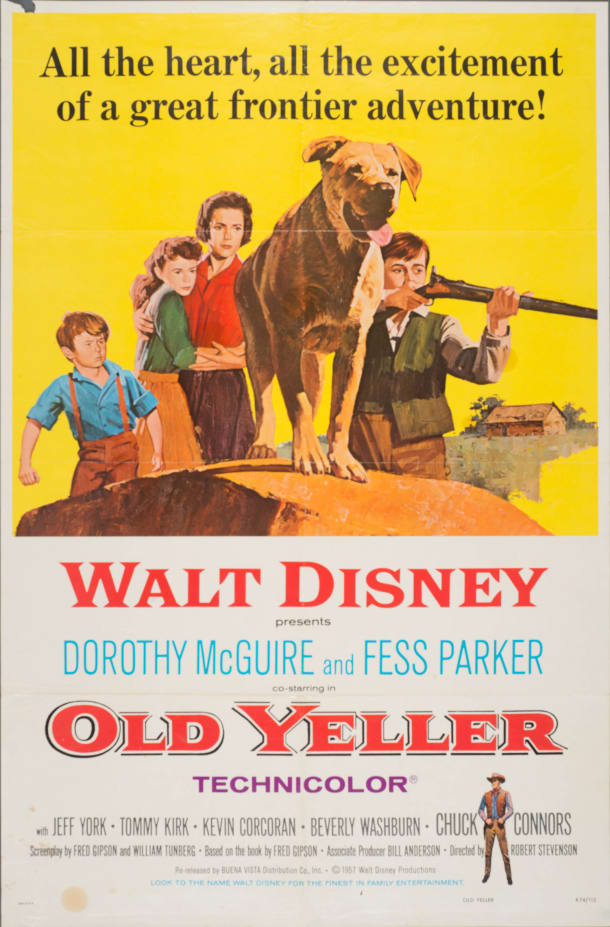 All the heart, all the excitement
of a great frontier adventure!
WALT DISNEY
presents
DOROTHY McGUIRE and FESS PARKER
co-starring in
OLD YELLER
TECHNICOLOR®
with JEFF YORK • TOMMY KIRK • KEVIN CORCORAN • BEVERLY WASHBURN • CHUCK CONNORS
Screenplay by FRED GIPSON and WILLIAM TUNBERG • Based on the book by FRED GIPSON • Associate Producer BILL ANDERSON • Directed by ROBERT STEVENSON
Re-released by BUENA VISTA Distribution Co., Inc. • © 1957 Walt Disney Productions
LOOK TO THE NAME WALT DISNEY FOR THE FINEST IN FAMILY ENTERTAINMENT.
OLD YELLER